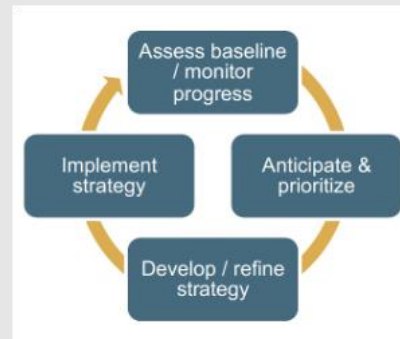 Assess baseline
/ monitor
progress
Anticipate &
prioritize
Develop / refine
strategy
Implement
strategy